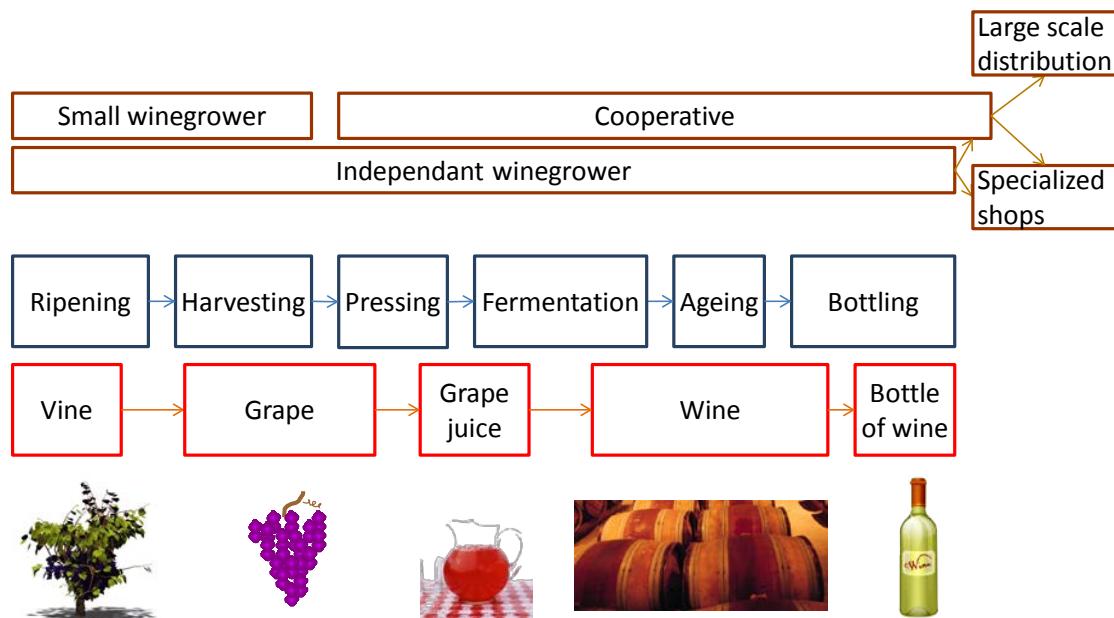 Large scale
distribution
Small winegrower
Cooperative
Independant winegrower
Specialized
shops
Ripening
Harvesting
Pressing
Fermentation
Ageing
Bottling
Vine
Grape
Grape
juice
Wine
Bottle
of wine